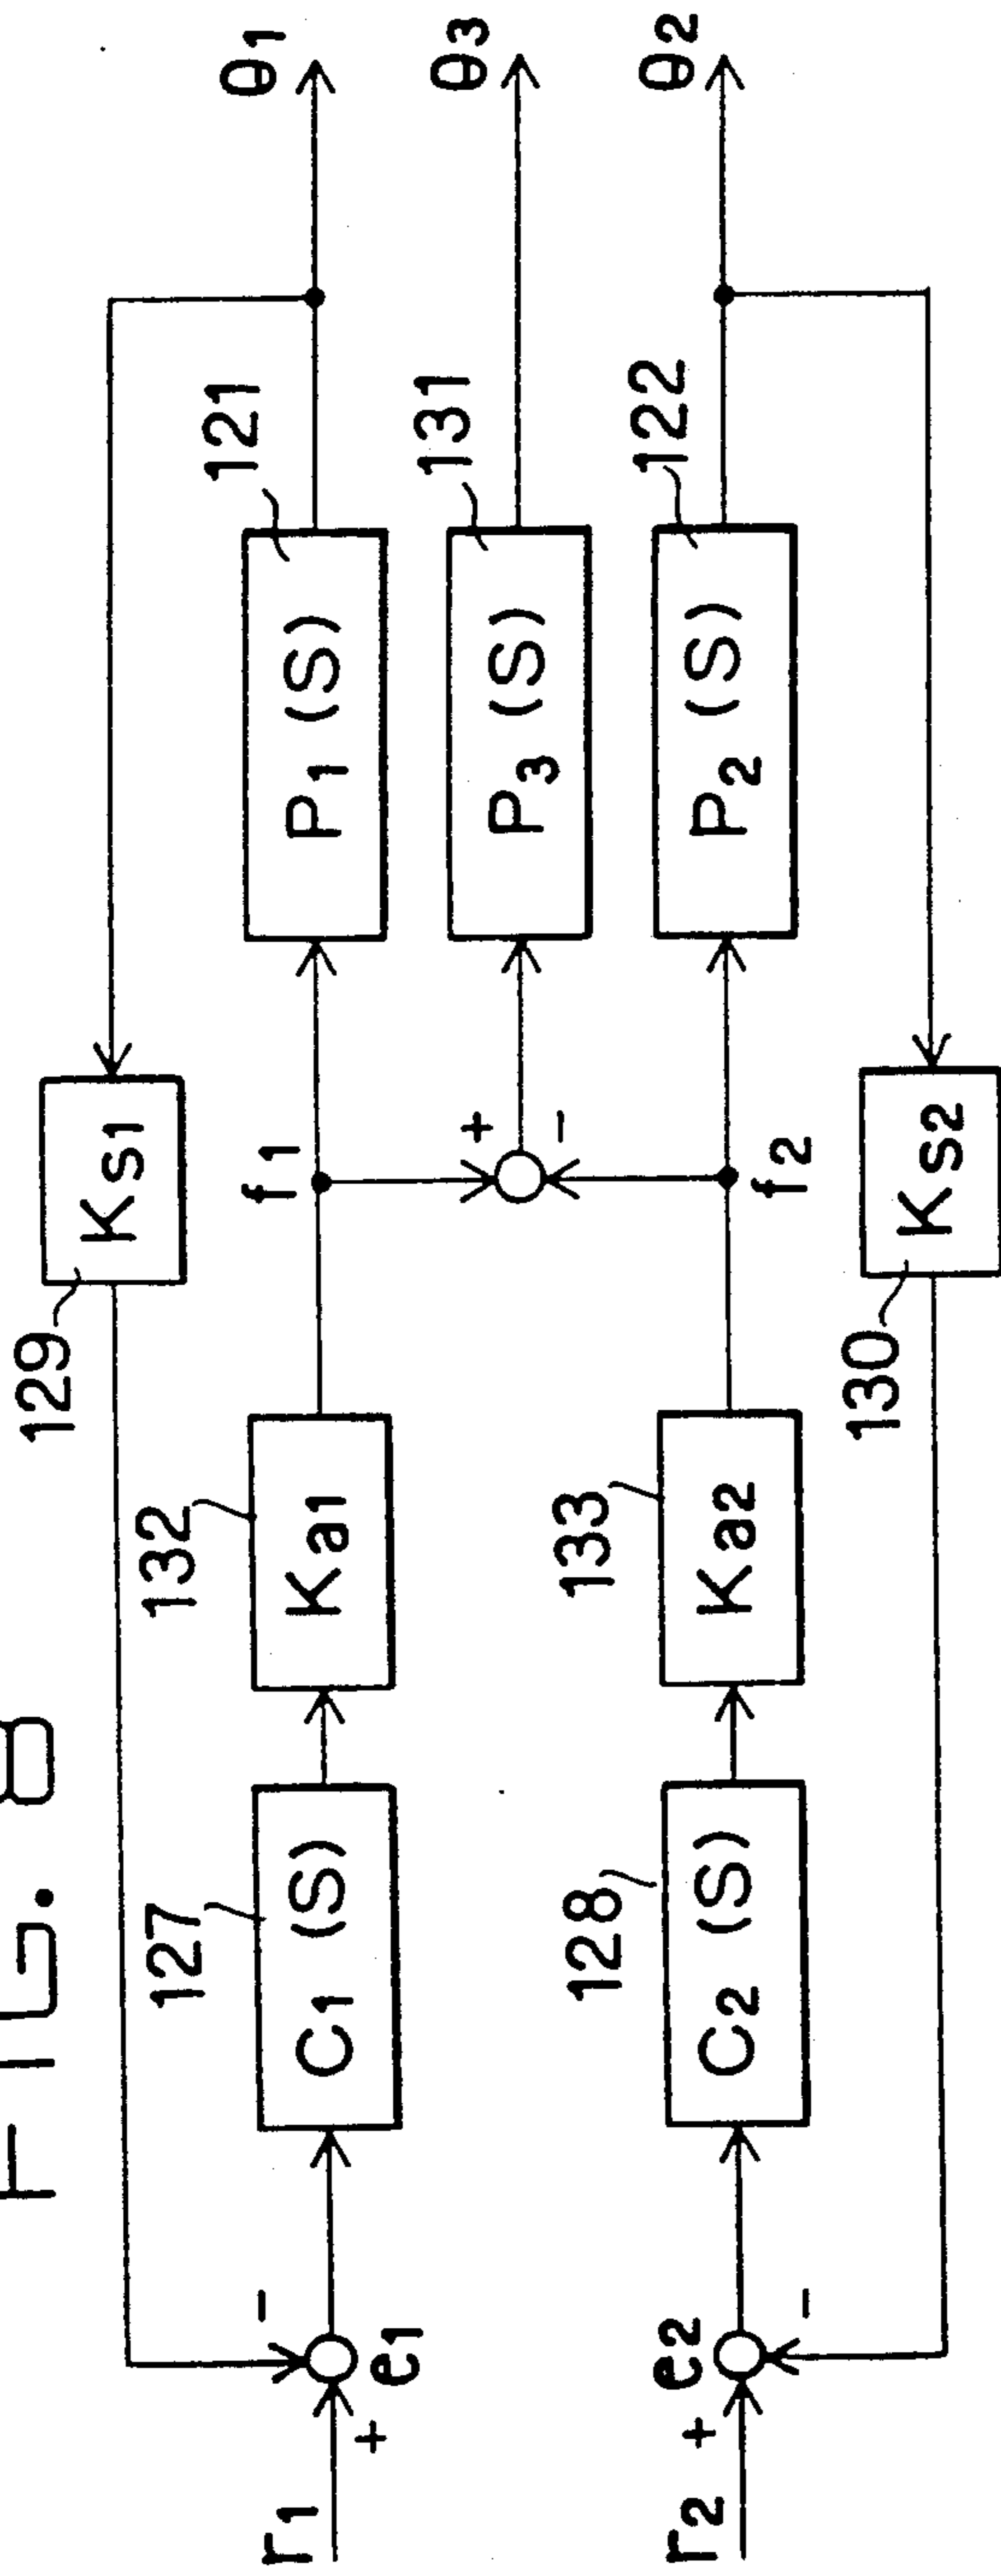 FIG. 8
129
Ks1
127
132
f1
121
θ1
r1
+
-
e1
C1 (S)
Ka1
P1 (S)
131
θ3
+
-
P3 (S)
128
133
122
θ2
r2
+
-
e2
C2 (S)
Ka2
f2
P2 (S)
130
Ks2